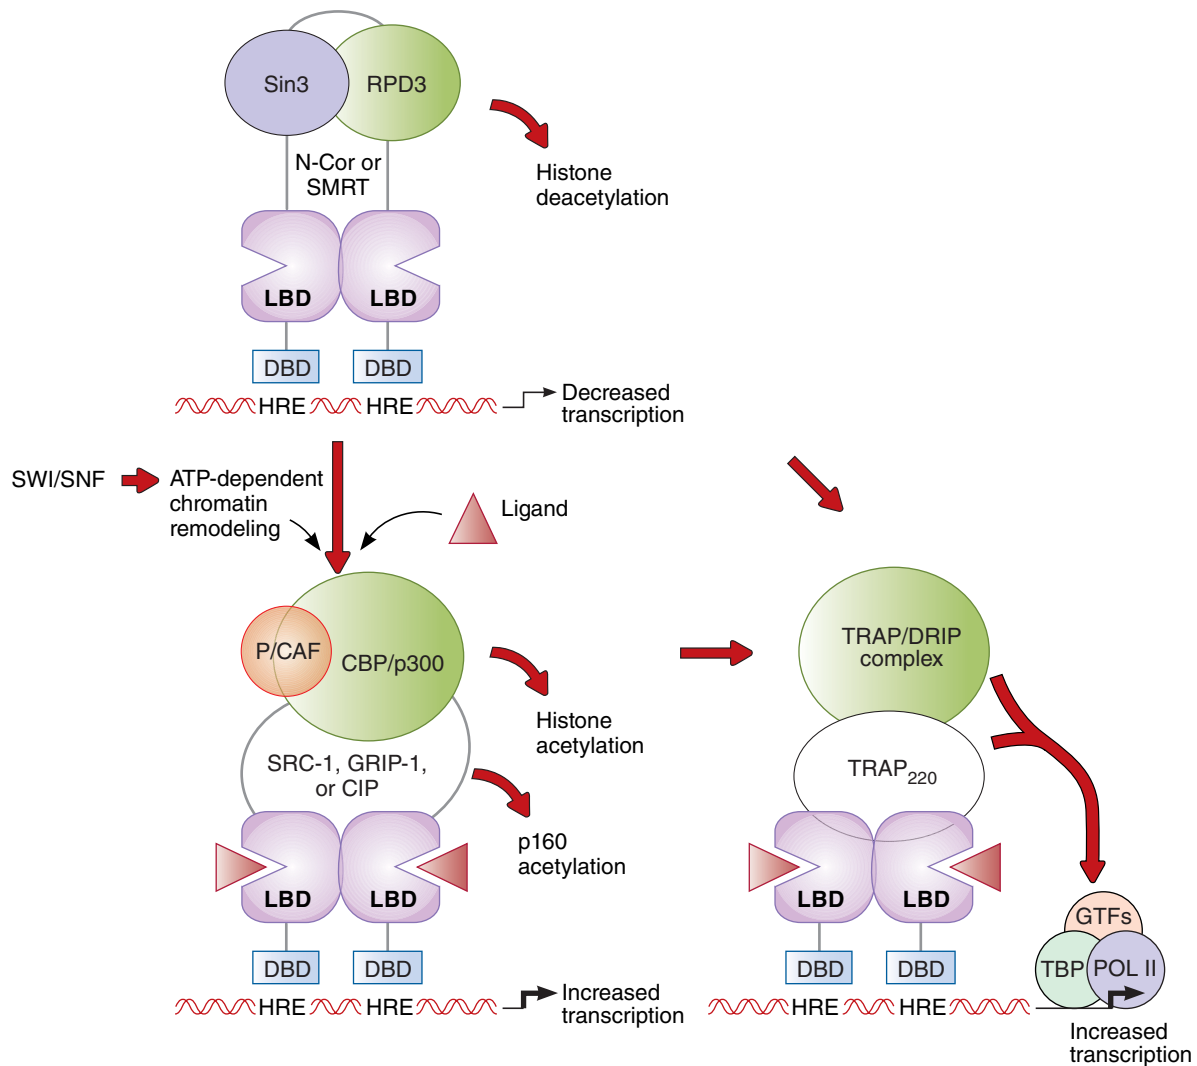 Sin3
RPD3
Histone
deacetylation
N-Cor or
SMRT
LBD
LBD
DBD
DBD
HRE
HRE
Decreased
transcription
SWI/SNF
ATP-dependent
chromatin
remodeling
Ligand
P/CAF
CBP/p300
Histone
acetylation
SRC-1, GRIP-1,
or CIP
p160
acetylation
LBD
LBD
DBD
DBD
HRE
HRE
Increased
transcription
TRAP/DRIP
complex
TRAP220
LBD
LBD
DBD
DBD
HRE
HRE
GTFs
TBP
POL II
Increased
transcription